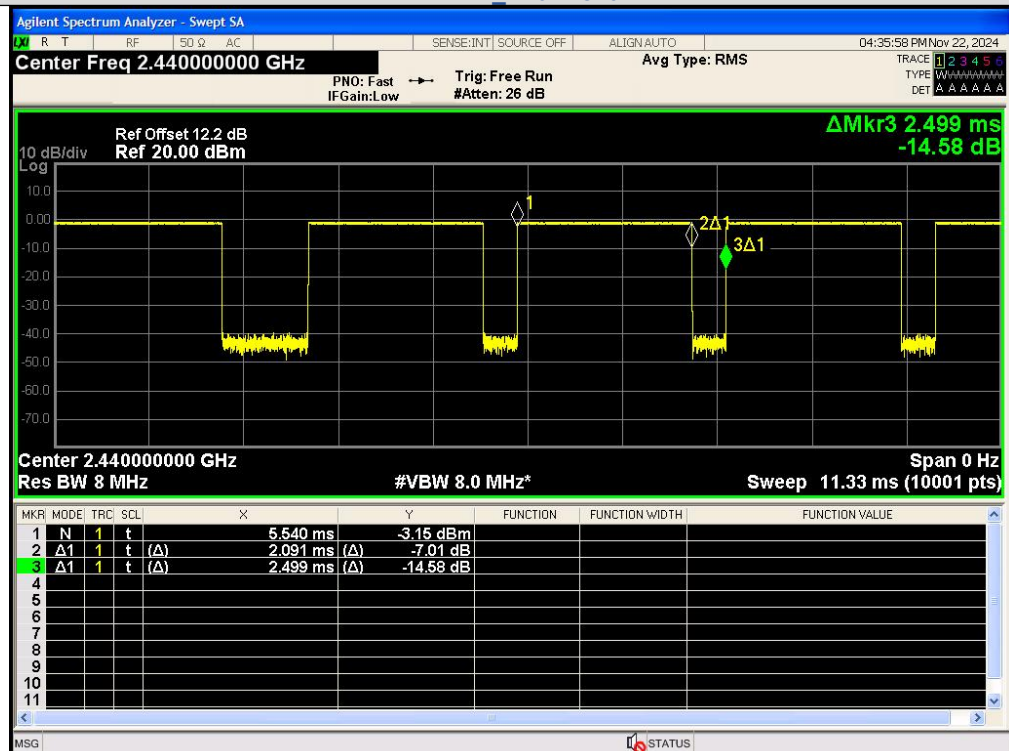 Agilent Spectrum Analyzer - Swept SA
LXI R T RF 50 Ω AC SENSE:INT SOURCE OFF ALIGN AUTO 04:35:58 PM Nov 22, 2024
Center Freq 2.440000000 GHz
Avg Type: RMS
TRACE 1 2 3 4 5 6
PNO: Fast Trig: Free Run
TYPE WWWWWW
IFGain:Low #Atten: 26 dB
DET A A A A A A
ΔMkr3 2.499 ms
-14.58 dB
Ref Offset 12.2 dB
10 dB/div Ref 20.00 dBm
Log
10.0
0.00
-10.0
-20.0
-30.0
-40.0
-50.0
-60.0
-70.0
1
2Δ1
3Δ1
Center 2.440000000 GHz Span 0 Hz
Res BW 8 MHz #VBW 8.0 MHz* Sweep 11.33 ms (10001 pts)
MKR MODE TRC SCL X Y FUNCTION FUNCTION WIDTH FUNCTION VALUE
1 N 1 t 5.540 ms -3.15 dBm
2 Δ1 1 t (Δ) 2.091 ms (Δ) -7.01 dB
3 Δ1 1 t (Δ) 2.499 ms (Δ) -14.58 dB
4
5
6
7
8
9
10
11
MSG STATUS